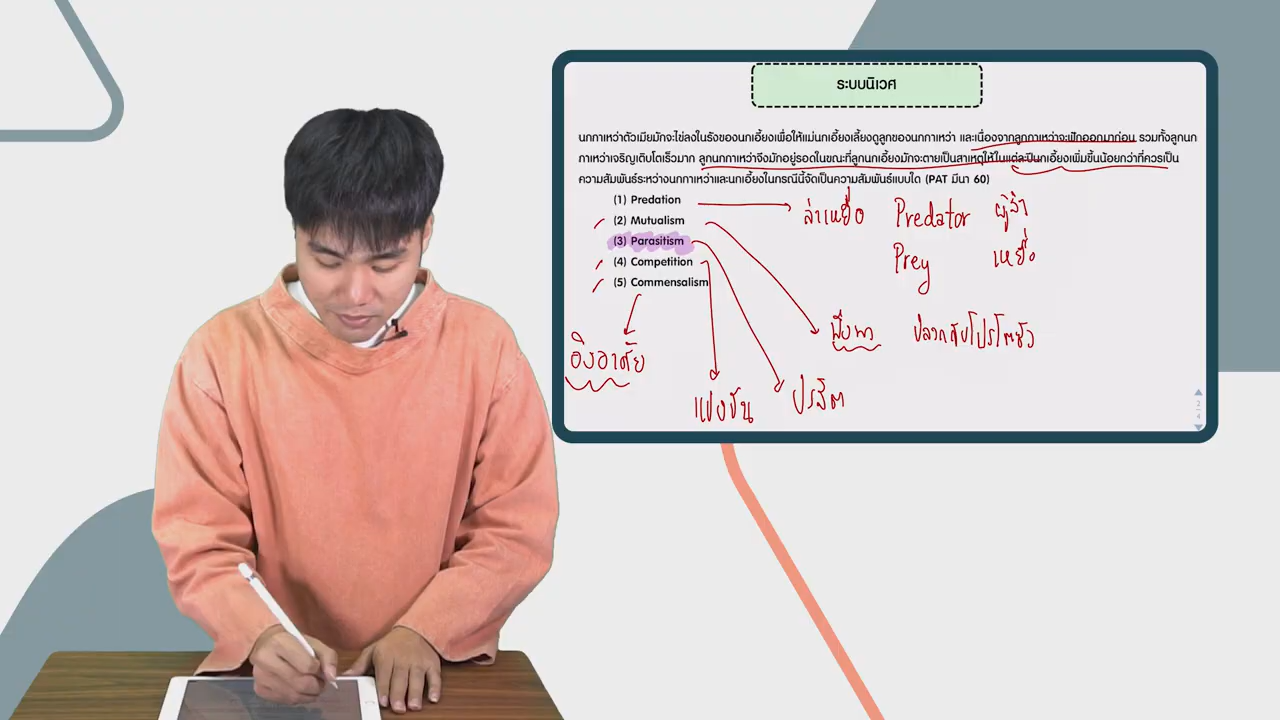 ระบบนิเวศ
นกกาเหว่าตัวเมียมักจะไข่ลงในรังของนกเอี้ยงเพื่อให้แม่นกเอี้ยงเลี้ยงดูลูกของนกกาเหว่า และเนื่องจากลูกกาเหว่าจะฟักออกมาก่อน รวมทั้งลูกนก
กาเหว่าเจริญเติบโตเร็วมาก ลูกนกกาเหว่าจึงมักอยู่รอดในขณะที่ลูกนกเอี้ยงมักจะตายเป็นสาเหตุให้ในแต่ละปีนกเอี้ยงเพิ่มขึ้นน้อยกว่าที่ควรเป็น
ความสัมพันธ์ระหว่างนกกาเหว่าและนกเอี้ยงในกรณีนี้จัดเป็นความสัมพันธ์แบบใด (PAT มีนา 60)
(1) Predation ล่าเหยื่อ Predator ผู้ล่า
(2) Mutualism
(3) Parasitism
(4) Competition Prey เหยื่อ
(5) Commensalism
พึ่งพา
อิงอาศัย
แข่งขัน ปรสิต
2
4